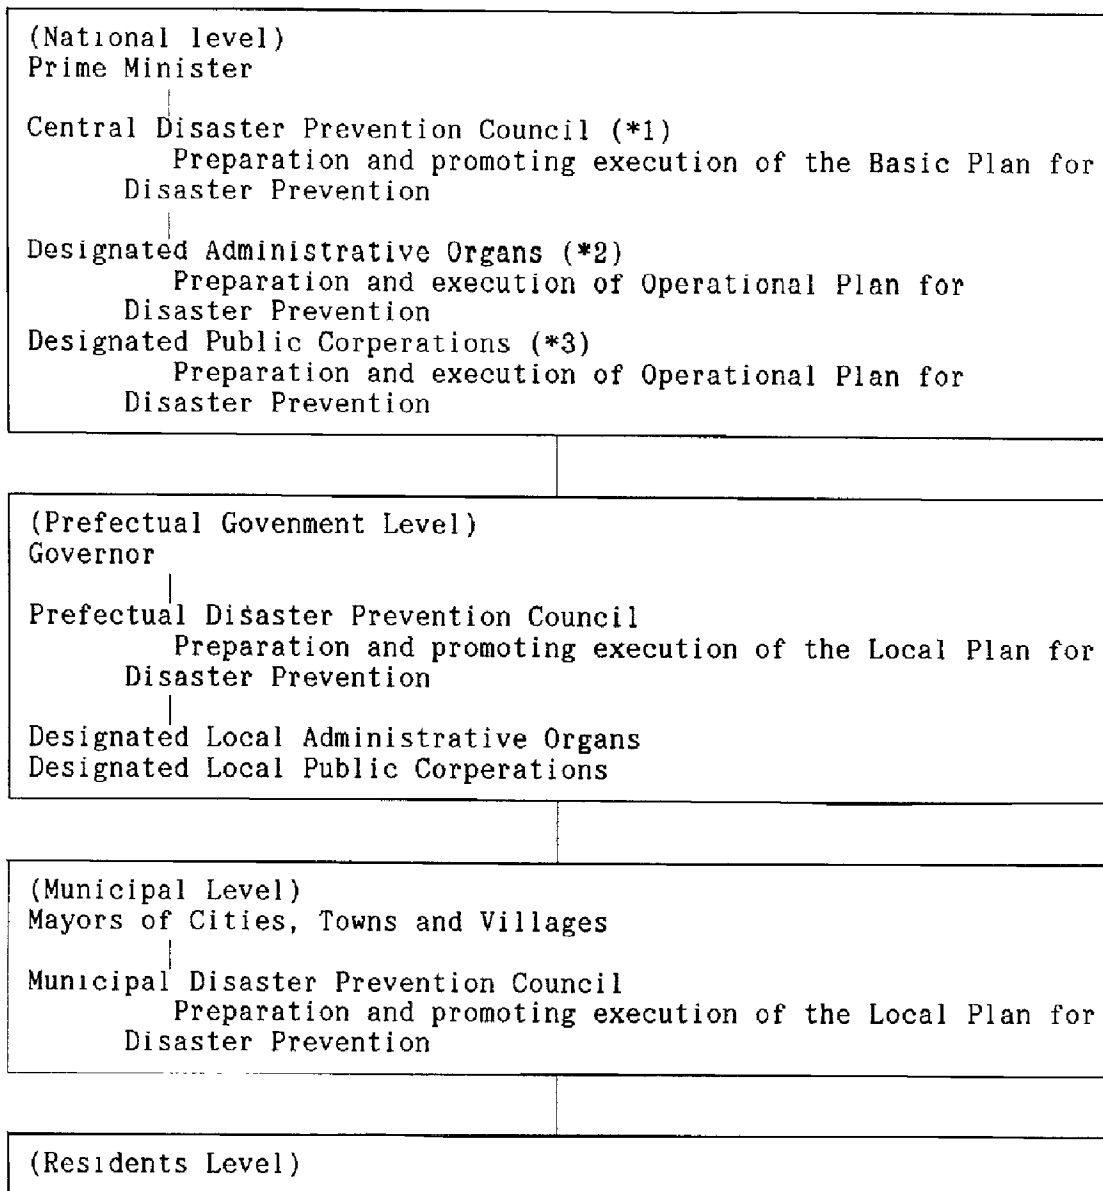 (National level)
Prime Minister
Central Disaster Prevention Council (*1)
Preparation and promoting execution of the Basic Plan for
Disaster Prevention
Designated Administrative Organs (*2)
Preparation and execution of Operational Plan for
Disaster Prevention
Designated Public Corperations (*3)
Preparation and execution of Operational Plan for
Disaster Prevention
(Prefectual Govenment Level)
Governor
Prefectual Disaster Prevention Council
Preparation and promoting execution of the Local Plan for
Disaster Prevention
Designated Local Administrative Organs
Designated Local Public Corperations
(Municipal Level)
Mayors of Cities, Towns and Villages
Municipal Disaster Prevention Council
Preparation and promoting execution of the Local Plan for
Disaster Prevention
(Residents Level)